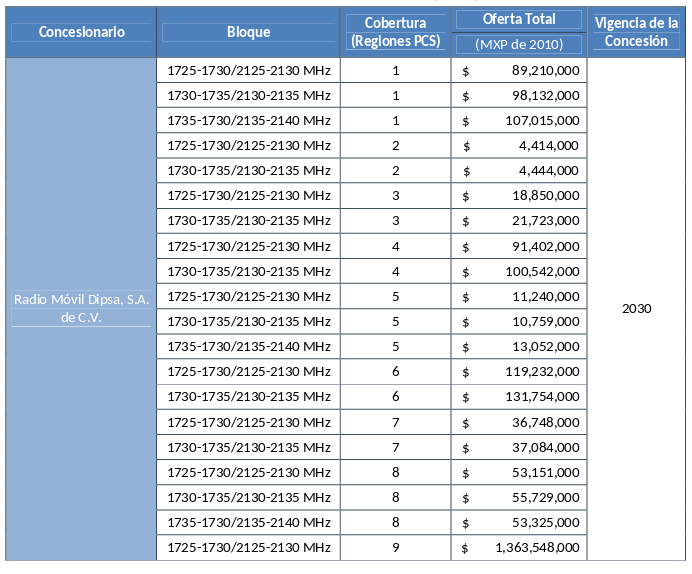 Concesionario Bloque Cobertura (Regiones PCS) Oferta Total (MXP de 2010) Vigencia de la Concesión
Radio Móvil Dipsa, S.A. de C.V.
1725-1730/2125-2130 MHz 1 $ 89,210,000
1730-1735/2130-2135 MHz 1 $ 98,132,000
1735-1730/2135-2140 MHz 1 $ 107,015,000
1725-1730/2125-2130 MHz 2 $ 4,414,000
1730-1735/2130-2135 MHz 2 $ 4,444,000
1725-1730/2125-2130 MHz 3 $ 18,850,000
1730-1735/2130-2135 MHz 3 $ 21,723,000
1725-1730/2125-2130 MHz 4 $ 91,402,000
1730-1735/2130-2135 MHz 4 $ 100,542,000
1725-1730/2125-2130 MHz 5 $ 11,240,000
1730-1735/2130-2135 MHz 5 $ 10,759,000
1735-1730/2135-2140 MHz 5 $ 13,052,000
1725-1730/2125-2130 MHz 6 $ 119,232,000
1730-1735/2130-2135 MHz 6 $ 131,754,000
1725-1730/2125-2130 MHz 7 $ 36,748,000
1730-1735/2130-2135 MHz 7 $ 37,084,000
1725-1730/2125-2130 MHz 8 $ 53,151,000
1730-1735/2130-2135 MHz 8 $ 55,729,000
1735-1730/2135-2140 MHz 8 $ 53,325,000
1725-1730/2125-2130 MHz 9 $ 1,363,548,000
2030